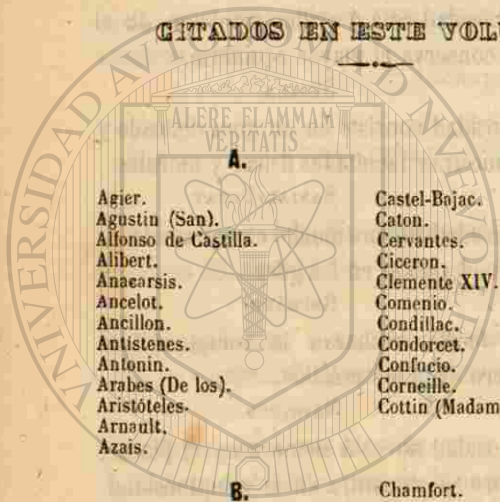 CITADOS EN ESTE VOLU
ALERE FLAMMAM
VERITATIS
A.
Agier.
Agustin (San).
Alfonso de Castilla.
Alibert.
Anacarsis.
Ancelot.
Ancillon.
Antistenes.
Antonin.
Arabes (De los).
Aristóteles.
Arnault.
Azais.
B.
Castel-Bajac.
Caton.
Cervantes.
Ciceron.
Clemente XIV.
Comenio.
Condillac.
Condorcet.
Confucio.
Corneille.
Cottin (Madam
Chamfort.